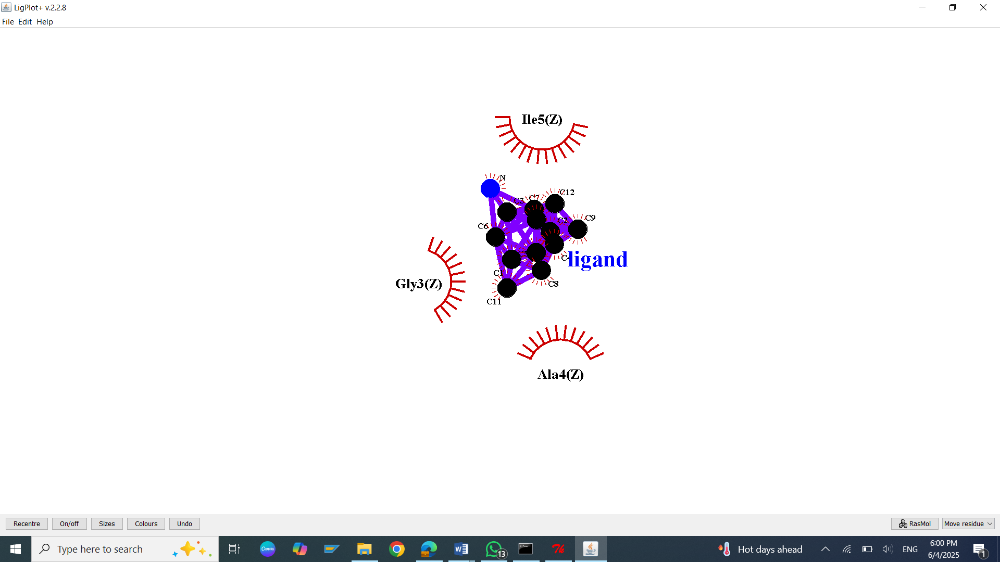 LigPlot+ v.2.2.8
File Edit Help
Ile5(Z)
N
C12
C3
C7
C9
C2
C6
ligand
C1
Gly3(Z)
C8
C11
Ala4(Z)
Recentre On/off Sizes Colours Undo RasMol Move residue
Type here to search
Canva
13
Hot days ahead
ENG
6:00 PM
6/4/2025
1